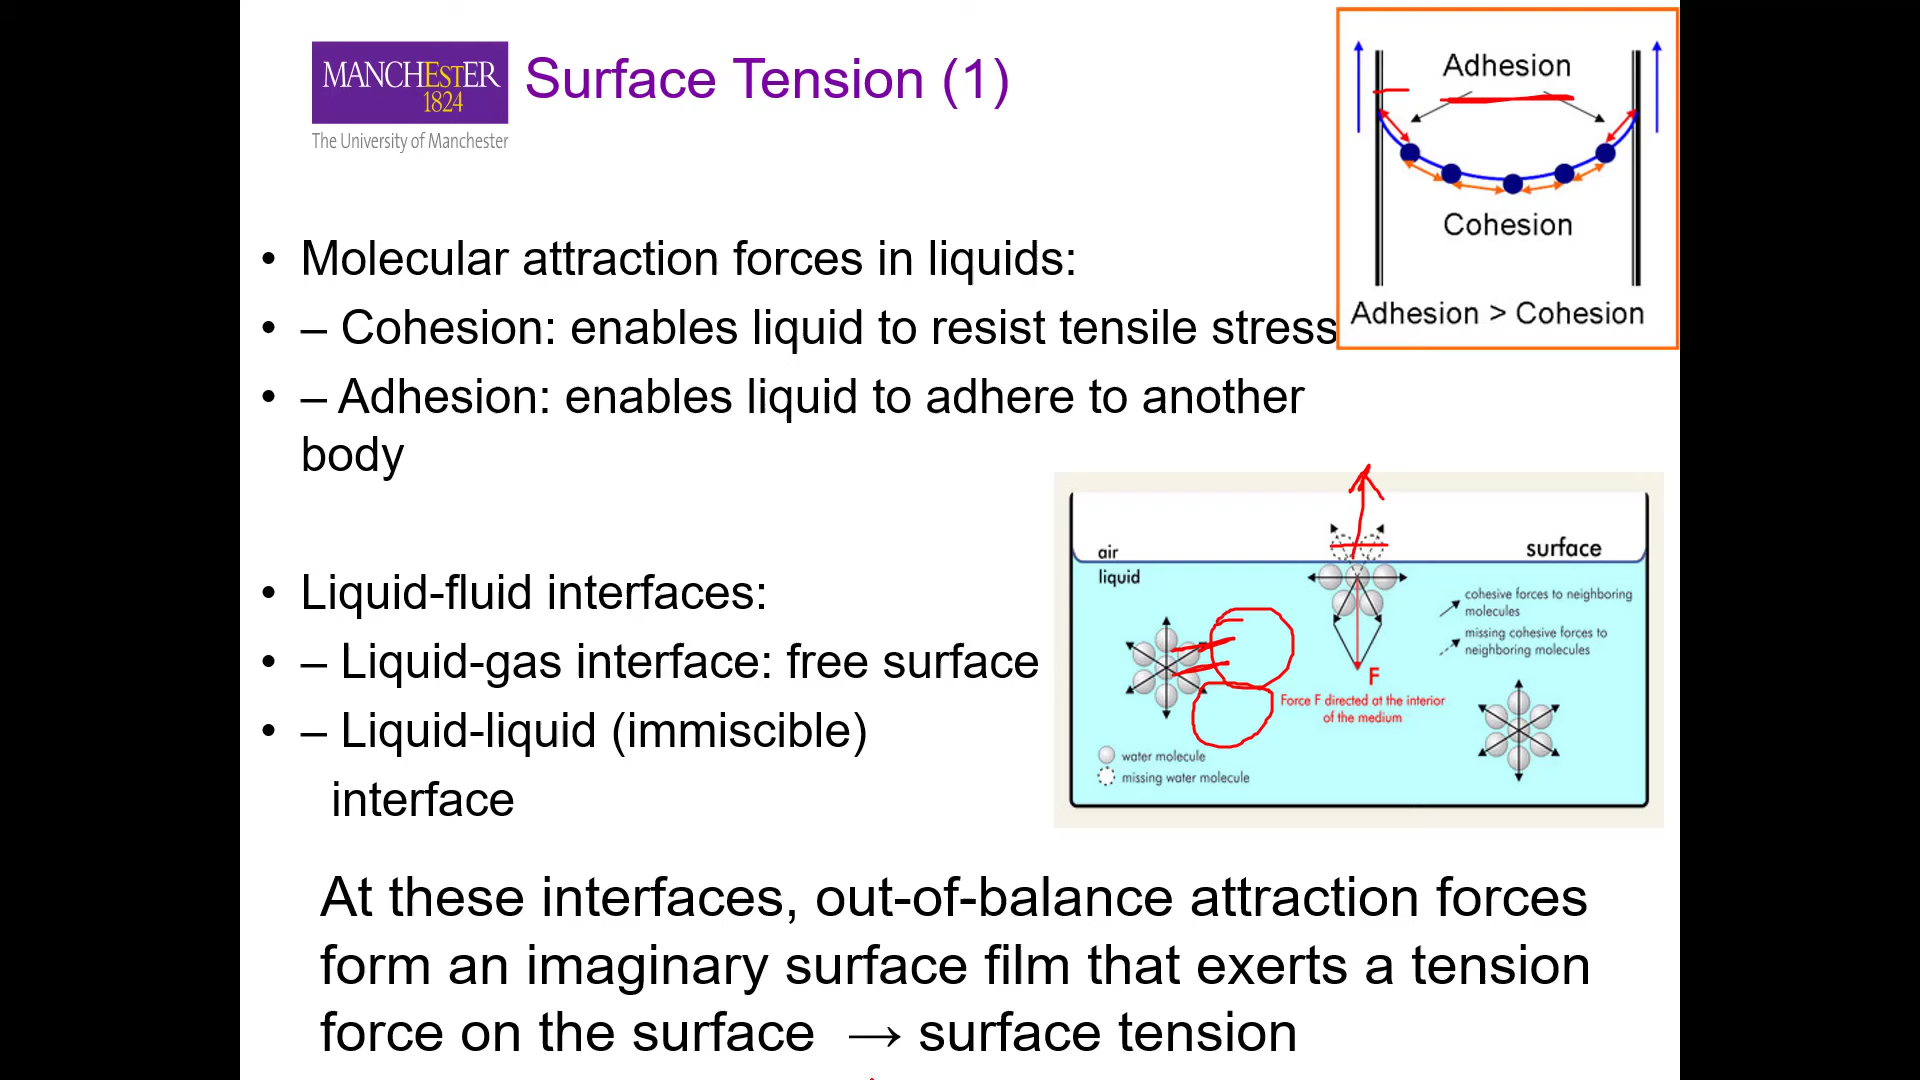 MANCHESTER
1824
The University of Manchester
Surface Tension (1)
Adhesion
Cohesion
Adhesion > Cohesion
• Molecular attraction forces in liquids:
• – Cohesion: enables liquid to resist tensile stress
• – Adhesion: enables liquid to adhere to another
body
• Liquid-fluid interfaces:
• – Liquid-gas interface: free surface
• – Liquid-liquid (immiscible)
interface
air
liquid
surface
cohesive forces to neighboring
molecules
missing cohesive forces to
neighboring molecules
F
Force F directed at the interior
of the medium
water molecule
missing water molecule
At these interfaces, out-of-balance attraction forces
form an imaginary surface film that exerts a tension
force on the surface → surface tension